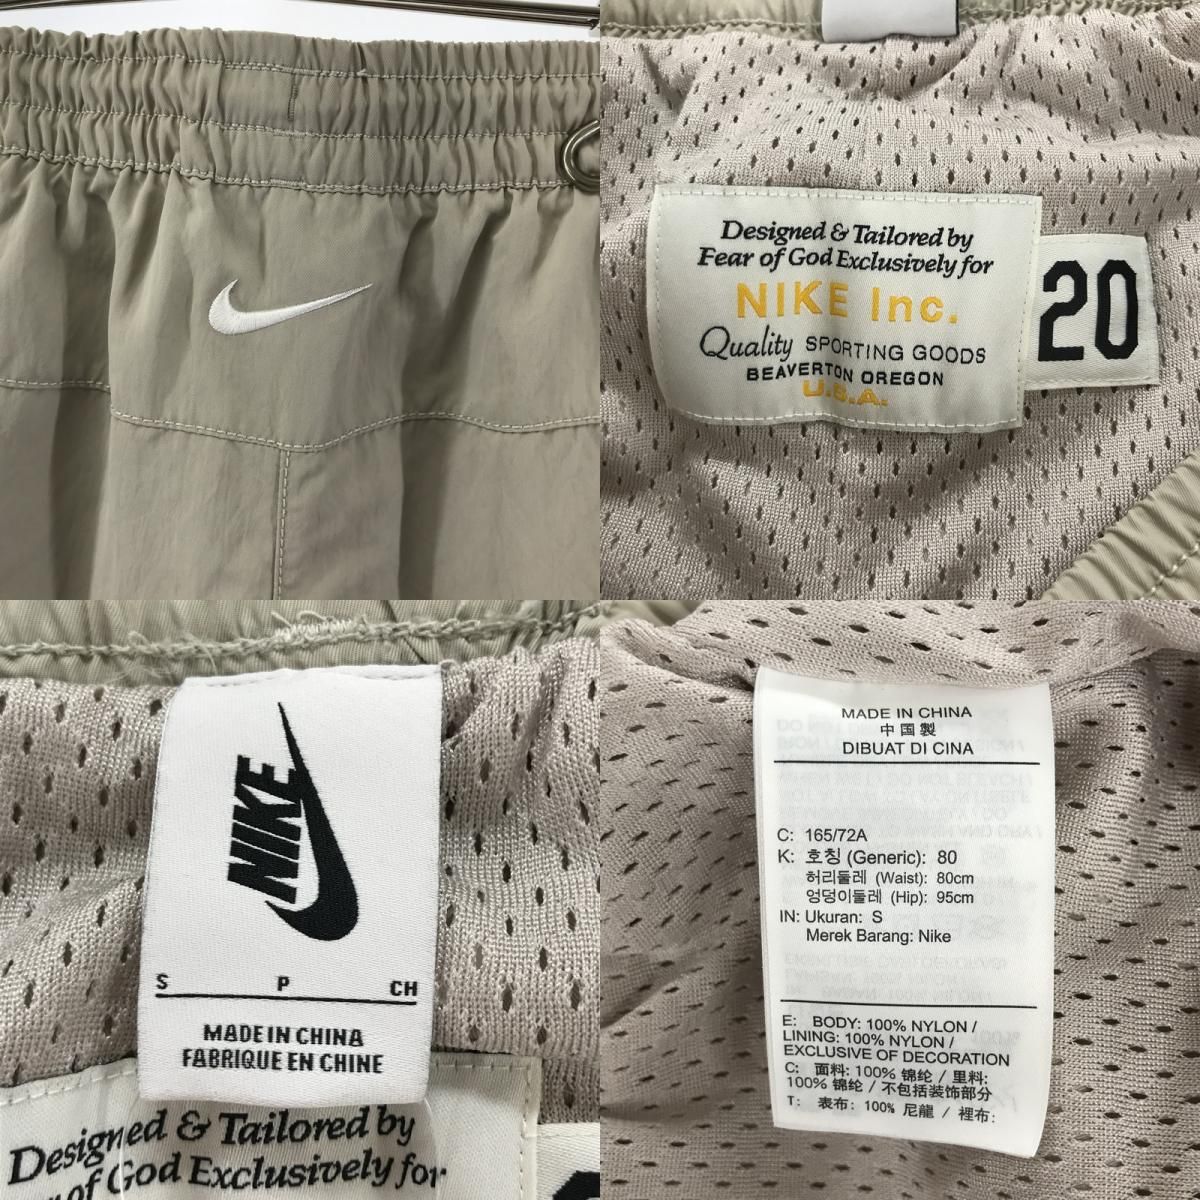 Designed & Tailored by
Fear of God Exclusively for
NIKE Inc.
Quality SPORTING GOODS
BEAVERTON OREGON
U.S.A.
20
NIKE
S P CH
MADE IN CHINA
FABRIQUE EN CHINE
Designed & Tailored by
of God Exclusively for
MADE IN CHINA
中国製
DIBUAT DI CINA
C: 165/72A
K: 호칭 (Generic): 80
허리둘레 (Waist): 80cm
엉덩이둘레 (Hip): 95cm
IN: Ukuran: S
Merek Barang: Nike
E: BODY: 100% NYLON /
LINING: 100% NYLON /
EXCLUSIVE OF DECORATION
C: 面料: 100% 锦纶 / 里料:
100% 锦纶 / 不包括装饰部分
T: 表布: 100% 尼龍 / 裡布: